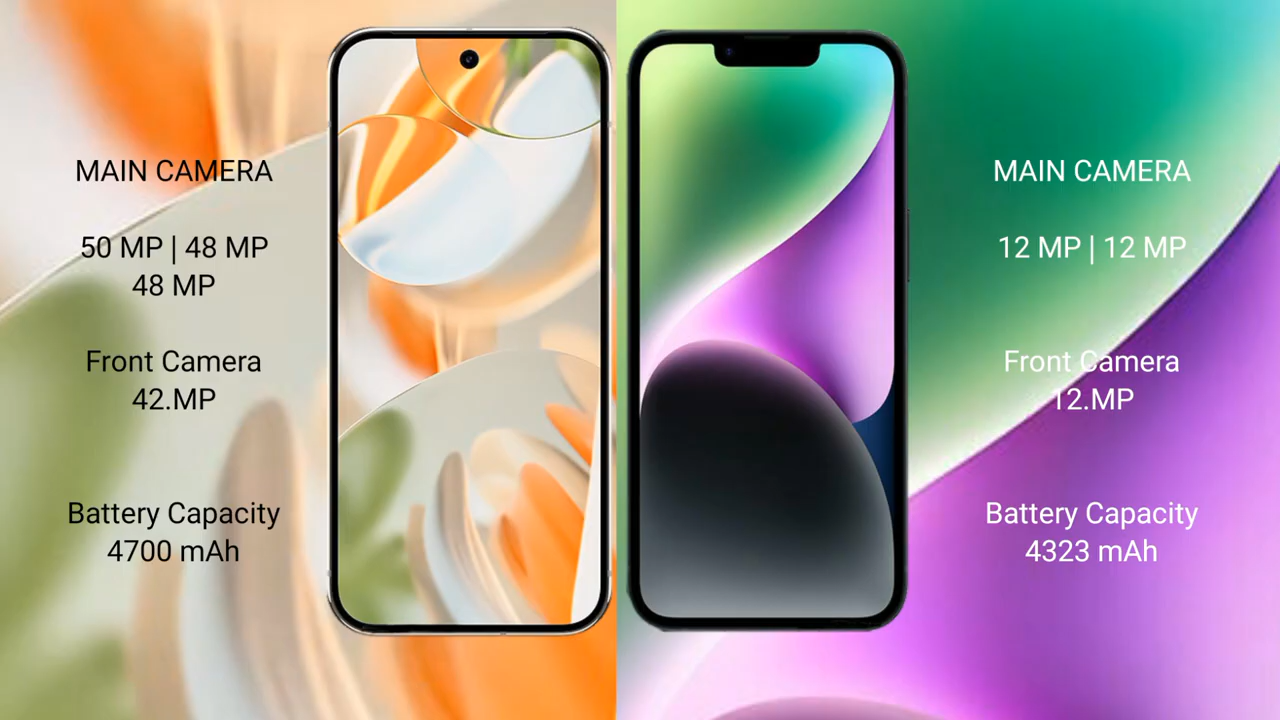 MAIN CAMERA
50 MP | 48 MP
48 MP
Front Camera
42.MP
Battery Capacity
4700 mAh
MAIN CAMERA
12 MP | 12 MP
Front Camera
12.MP
Battery Capacity
4323 mAh